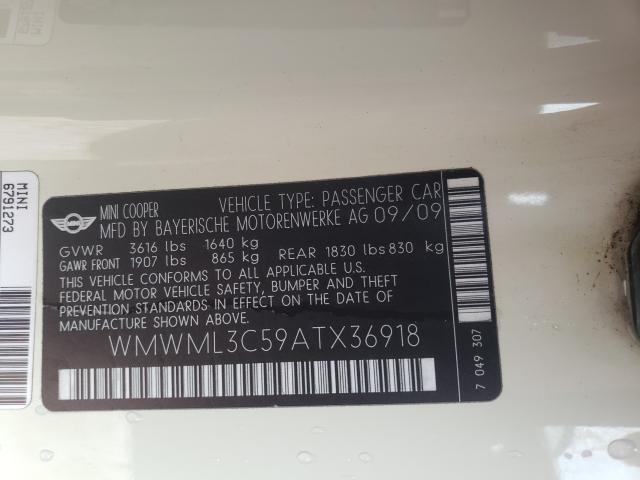 MINI
6791273
MINI COOPER VEHICLE TYPE: PASSENGER CAR
MFD BY BAYERISCHE MOTORENWERKE AG 09/09
GVWR 3616 lbs 1640 kg
GAWR FRONT 1907 lbs 865 kg REAR 1830 lbs 830 kg
THIS VEHICLE CONFORMS TO ALL APPLICABLE U.S.
FEDERAL MOTOR VEHICLE SAFETY, BUMPER AND THEFT
PREVENTION STANDARDS IN EFFECT ON THE DATE OF
MANUFACTURE SHOWN ABOVE.
WMWML3C59ATX36918
7 049 307